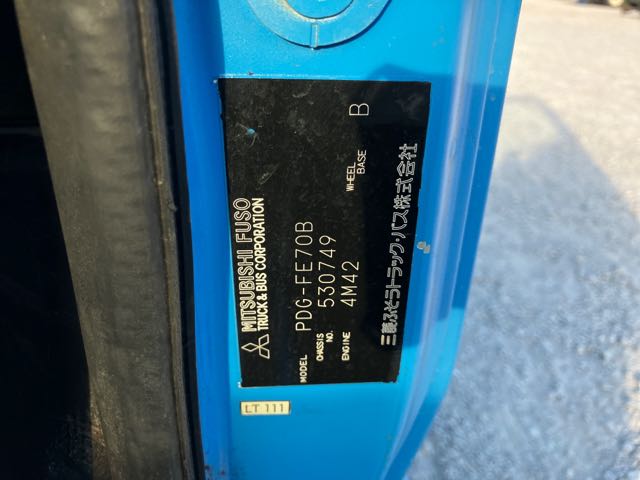 MITSUBISHI FUSO
TRUCK & BUS CORPORATION
MODEL PDG-FE70B
CHASSIS NO. 530749
ENGINE 4M42
WHEEL BASE B
三菱ふそうトラック・バス株式会社
LT 111